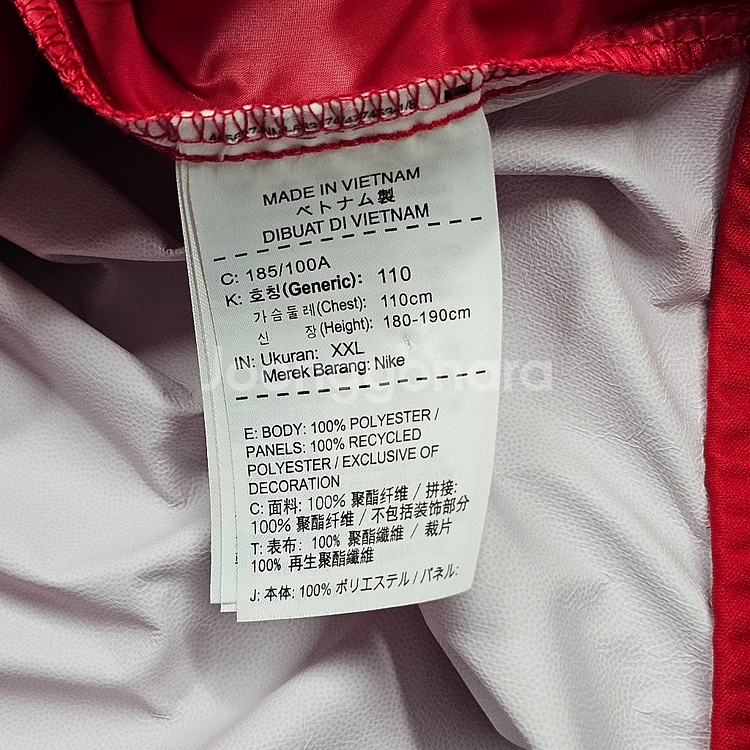 MADE IN VIETNAM
ベトナム製
DIBUAT DI VIETNAM
C: 185/100A
K: 호칭(Generic): 110
가슴둘레(Chest): 110cm
신 장(Height): 180-190cm
IN: Ukuran: XXL
Merek Barang: Nike
Joonggonara
E: BODY: 100% POLYESTER /
PANELS: 100% RECYCLED
POLYESTER / EXCLUSIVE OF
DECORATION
C: 面料: 100% 聚酯纤维 / 拼接:
100% 聚酯纤维 / 不包括装饰部分
T: 表布: 100% 聚酯纖維 / 裁片
100% 再生聚酯纖維
J: 本体: 100% ポリエステル / パネル: